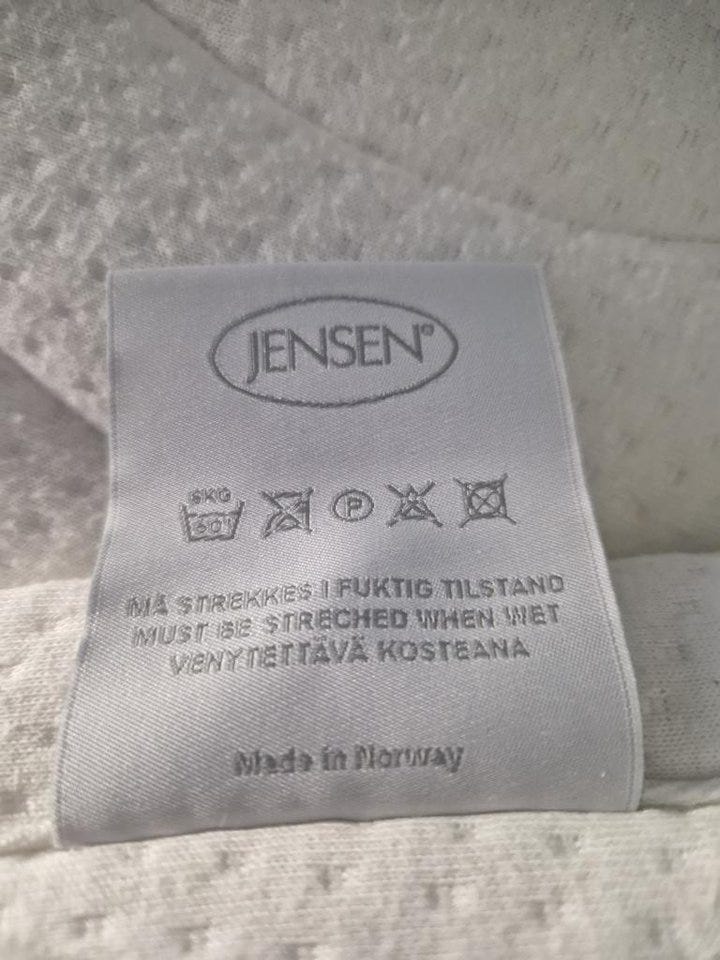 JENSEN®
6KG
60°
P
MÅ STREKKES I FUKTIG TILSTAND
MUST BE STRECHED WHEN WET
VENYTETTÄVÄ KOSTEANA
Made in Norway